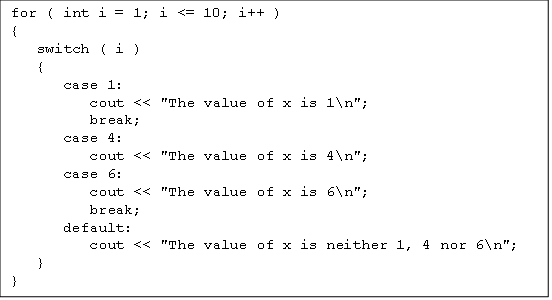 for ( int i = 1; i <= 10; i++ )
{
   switch ( i )
   {
      case 1:
         cout << "The value of x is 1\n";
         break;
      case 4:
         cout << "The value of x is 4\n";
      case 6:
         cout << "The value of x is 6\n";
         break;
      default:
         cout << "The value of x is neither 1, 4 nor 6\n";
   }
}